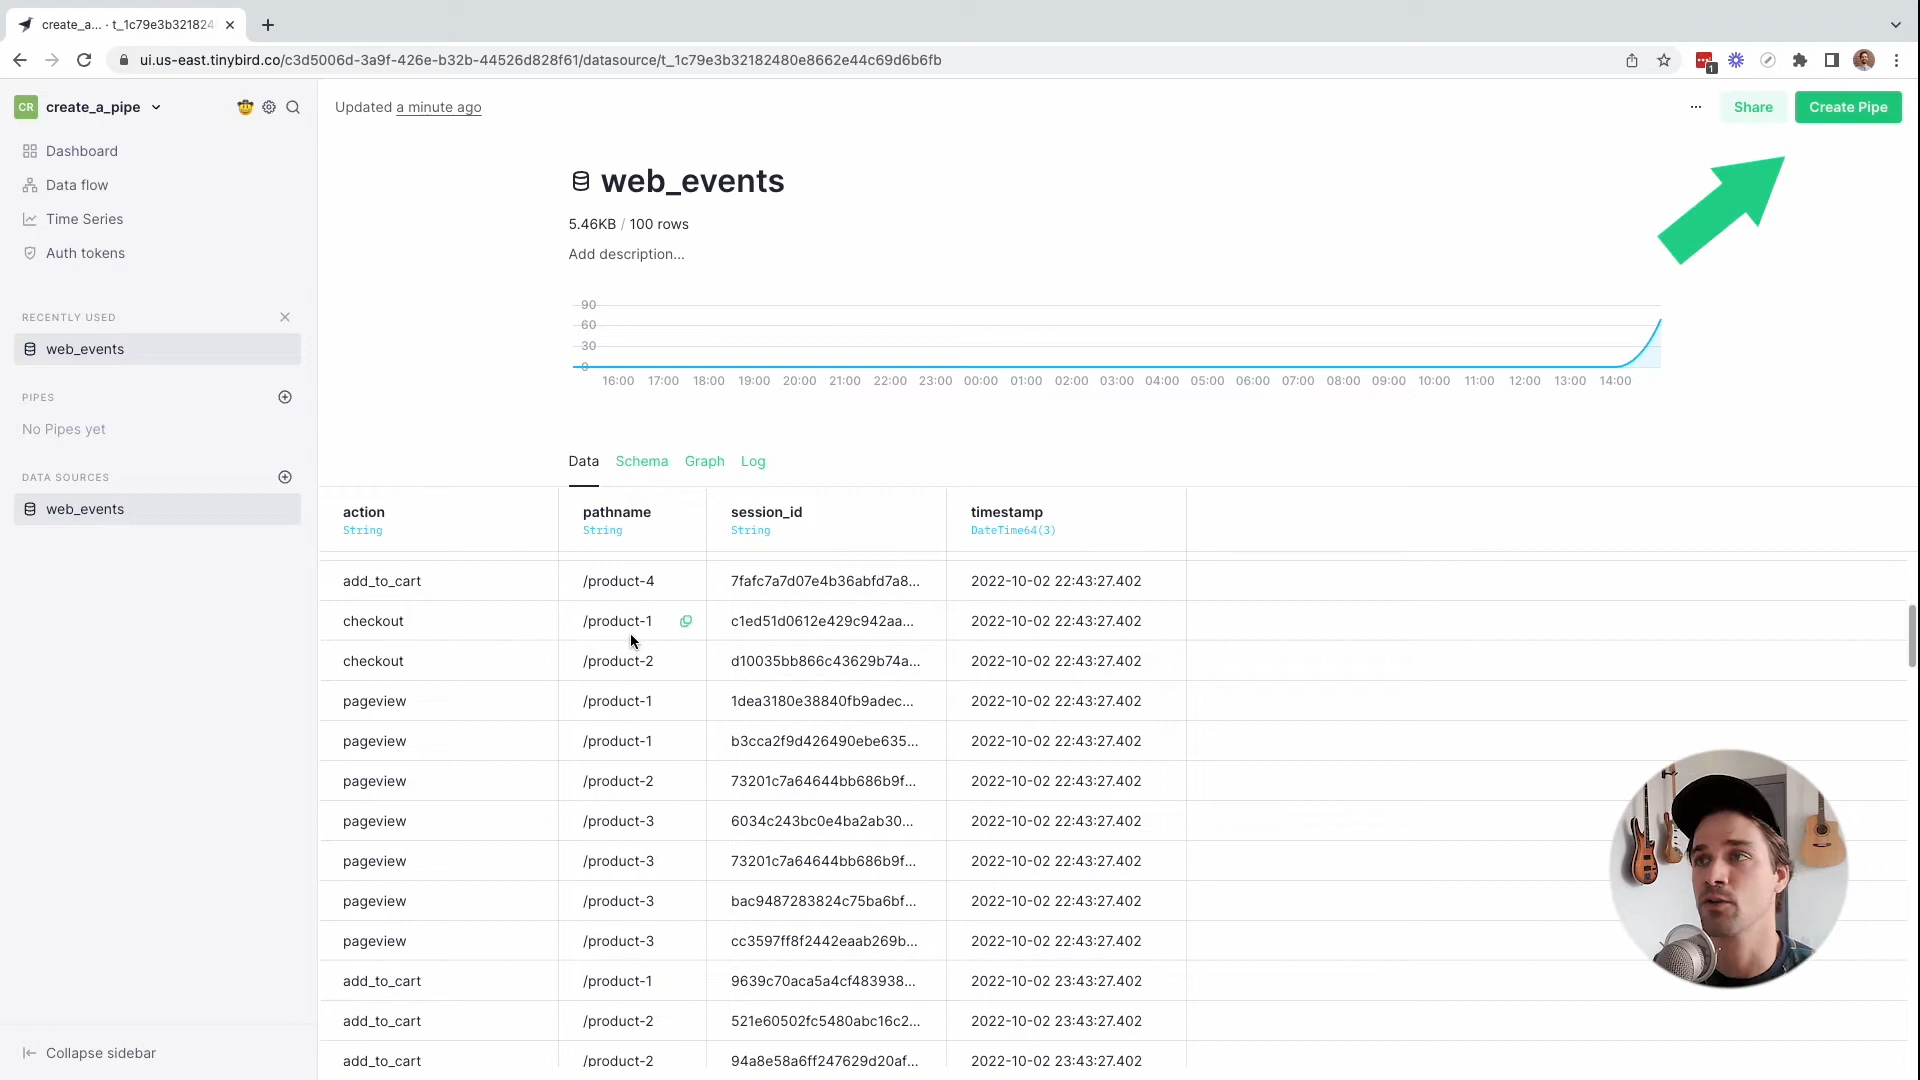 create_a... · t_1c79e3b321824
ui.us-east.tinybird.co/c3d5006d-3a9f-426e-b32b-44526d828f61/datasource/t_1c79e3b32182480e8662e44c69d6b6fb
1
CR create_a_pipe
Updated a minute ago
... Share Create Pipe
Dashboard
Data flow
Time Series
Auth tokens
RECENTLY USED
web_events
PIPES
No Pipes yet
DATA SOURCES
web_events
Collapse sidebar
web_events
5.46KB / 100 rows
Add description...
90
60
30
0
16:00 17:00 18:00 19:00 20:00 21:00 22:00 23:00 00:00 01:00 02:00 03:00 04:00 05:00 06:00 07:00 08:00 09:00 10:00 11:00 12:00 13:00 14:00
Data Schema Graph Log
action pathname session_id timestamp
String String String DateTime64(3)
add_to_cart /product-4 7fafc7a7d07e4b36abfd7a8... 2022-10-02 22:43:27.402
checkout /product-1 c1ed51d0612e429c942aa... 2022-10-02 22:43:27.402
checkout /product-2 d10035bb866c43629b74a... 2022-10-02 22:43:27.402
pageview /product-1 1dea3180e38840fb9adec... 2022-10-02 22:43:27.402
pageview /product-1 b3cca2f9d426490ebe635... 2022-10-02 22:43:27.402
pageview /product-2 73201c7a64644bb686b9f... 2022-10-02 22:43:27.402
pageview /product-3 6034c243bc0e4ba2ab30... 2022-10-02 22:43:27.402
pageview /product-3 73201c7a64644bb686b9f... 2022-10-02 22:43:27.402
pageview /product-3 bac9487283824c75ba6bf... 2022-10-02 22:43:27.402
pageview /product-3 cc3597ff8f2442eaab269b... 2022-10-02 22:43:27.402
add_to_cart /product-1 9639c70aca5a4cf483938... 2022-10-02 23:43:27.402
add_to_cart /product-2 521e60502fc5480abc16c2... 2022-10-02 23:43:27.402
add_to_cart /product-2 94a8e58a6ff247629d20af... 2022-10-02 23:43:27.402